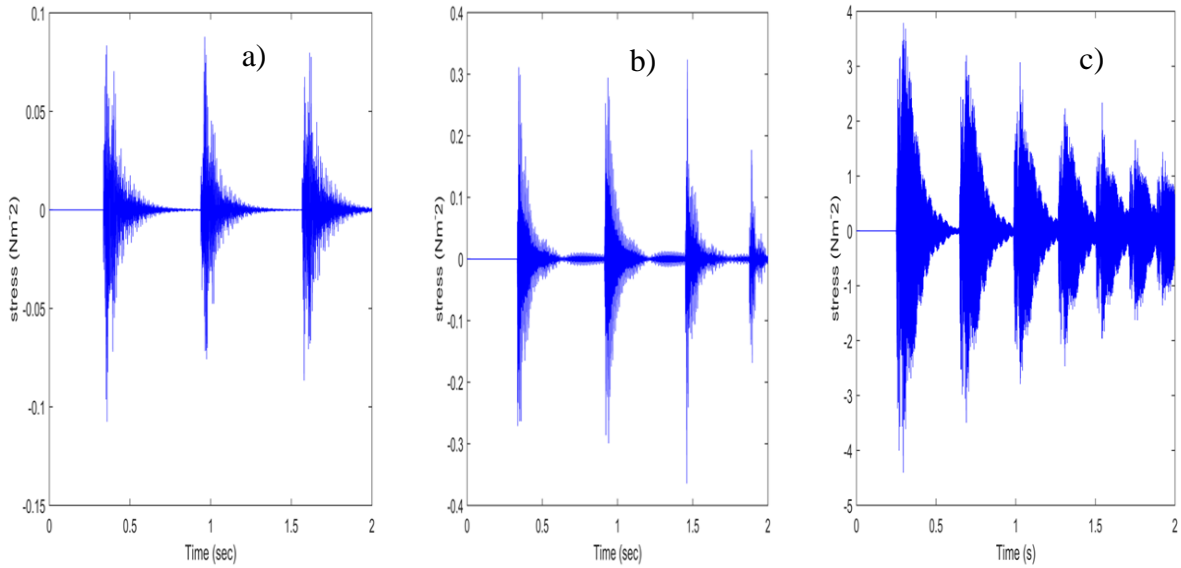 a)
0.1
0.05
0
-0.05
-0.1
-0.15
stress (Nm^-2)
0 0.5 1 1.5 2
Time (sec)
b)
0.4
0.3
0.2
0.1
0
-0.1
-0.2
-0.3
-0.4
stress (Nm^-2)
0 0.5 1 1.5 2
Time (sec)
c)
4
3
2
1
0
-1
-2
-3
-4
-5
stress (Nm^-2)
0 0.5 1 1.5 2
Time (s)